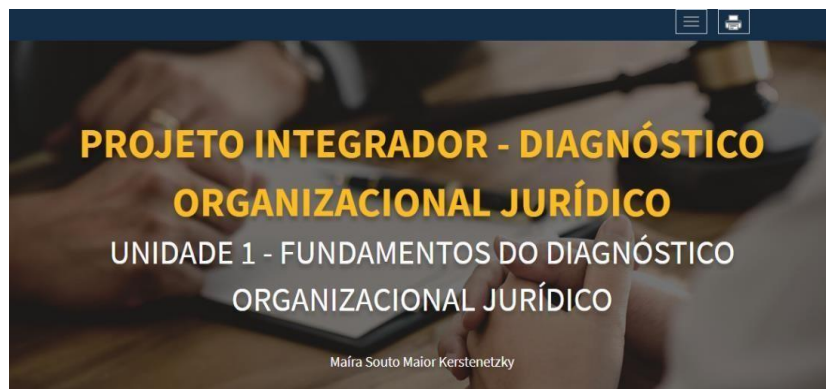 PROJETO INTEGRADOR - DIAGNÓSTICO
ORGANIZACIONAL JURÍDICO
UNIDADE 1 - FUNDAMENTOS DO DIAGNÓSTICO
ORGANIZACIONAL JURÍDICO
Maíra Souto Maior Kerstenetzky